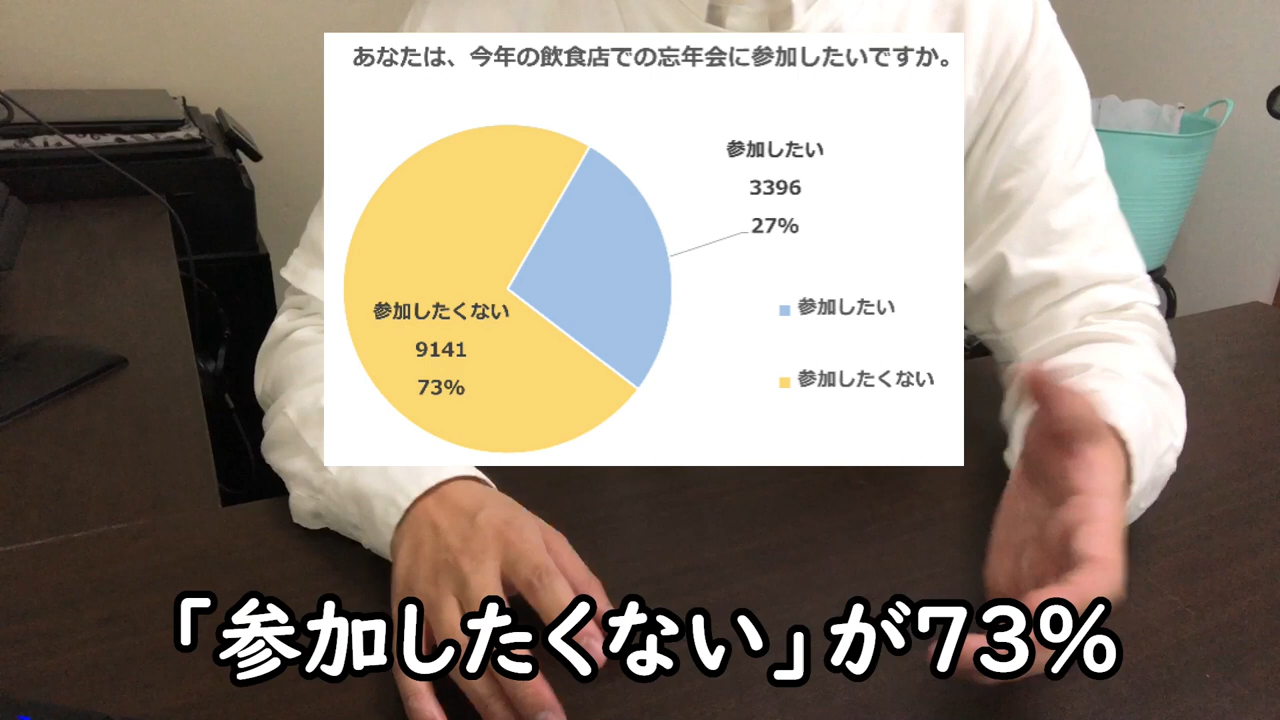 あなたは、今年の飲食店での忘年会に参加したいですか。
参加したい
3396
27%
参加したくない
9141
73%
参加したい
参加したくない
「参加したくない」が73%